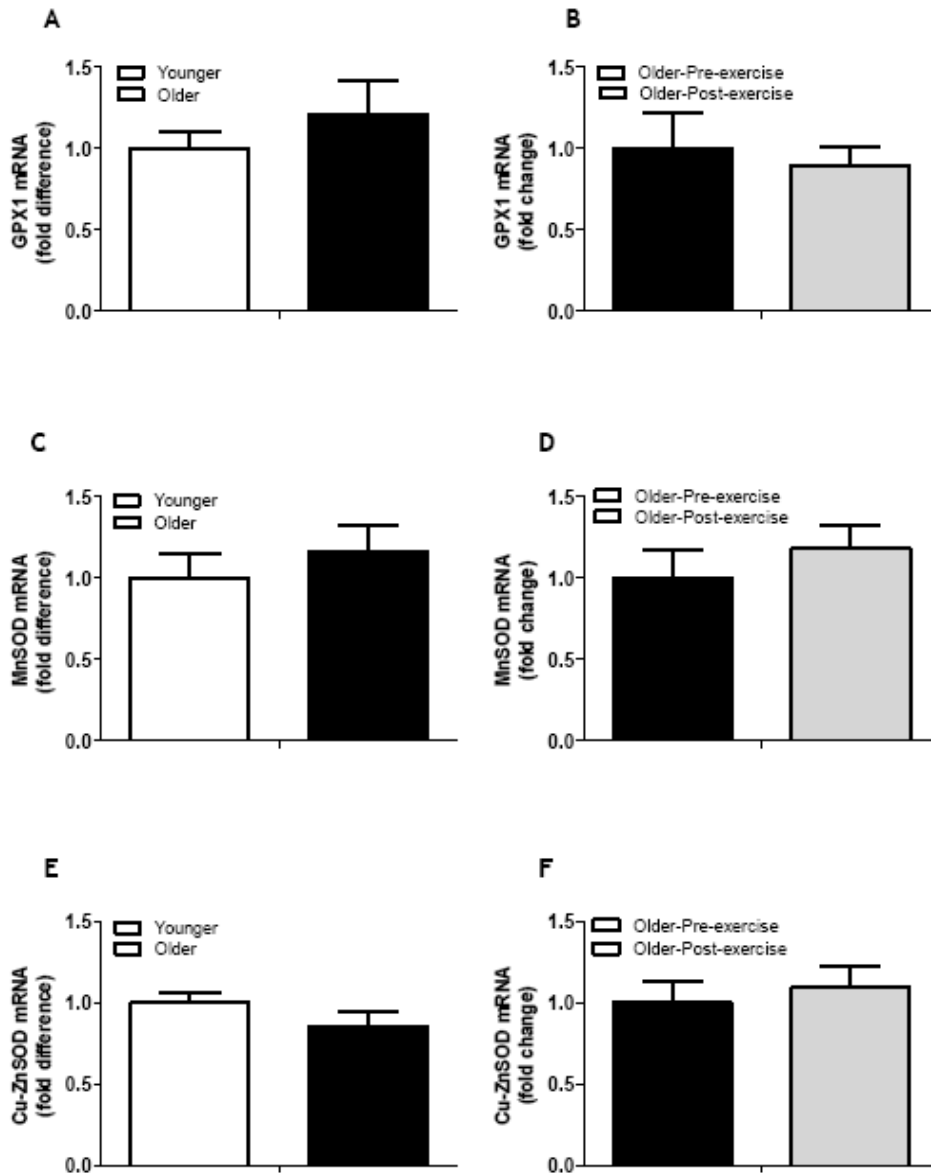 A
GPX1 mRNA
(fold difference)
1.5
1.0
0.5
0.0
Younger
Older
B
GPX1 mRNA
(fold change)
1.5
1.0
0.5
0.0
Older-Pre-exercise
Older-Post-exercise
C
MnSOD mRNA
(fold difference)
1.5
1.0
0.5
0.0
Younger
Older
D
MnSOD mRNA
(fold change)
1.5
1.0
0.5
0.0
Older-Pre-exercise
Older-Post-exercise
E
Cu-ZnSOD mRNA
(fold difference)
1.5
1.0
0.5
0.0
Younger
Older
F
Cu-ZnSOD mRNA
(fold change)
1.5
1.0
0.5
0.0
Older-Pre-exercise
Older-Post-exercise